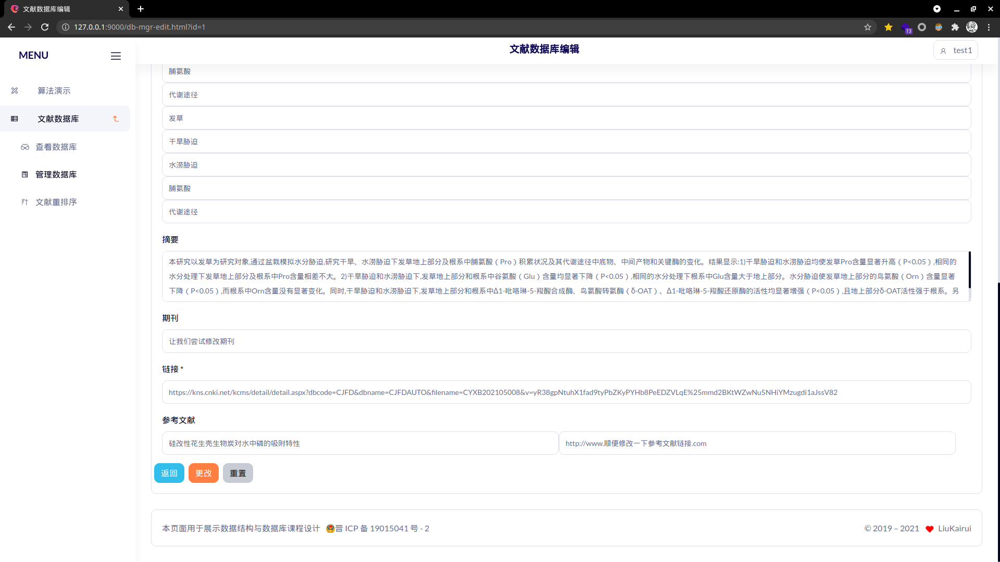 文献数据库编辑
127.0.0.1:9000/db-mgr-edit.html?id=1
13
MENU
文献数据库编辑
test1
算法演示
文献数据库
查看数据库
管理数据库
文献重排序
脯氨酸
代谢途径
发草
干旱胁迫
水涝胁迫
脯氨酸
代谢途径
摘要
本研究以发草为研究对象,通过盆栽模拟水分胁迫,研究干旱、水涝胁迫下发草地上部分及根系中脯氨酸（Pro）积累状况及其代谢途径中底物、中间产物和关键酶的变化。结果显示:1)干旱胁迫和水涝胁迫均使发草Pro含量显著升高（P<0.05）,相同的
水分处理下发草地上部分及根系中Pro含量相差不大。2)干旱胁迫和水涝胁迫下,发草地上部分和根系中谷氨酸（Glu）含量均显著下降（P<0.05）,相同的水分处理下根系中Glu含量大于地上部分。水分胁迫使发草地上部分的鸟氨酸（Orn）含量显著
下降（P<0.05）,而根系中Orn含量没有显著变化。同时,干旱胁迫和水涝胁迫下,发草地上部分和根系中Δ1-吡咯啉-5-羧酸合成酶、鸟氨酸转氨酶（δ-OAT）、Δ1-吡咯啉-5-羧酸还原酶的活性均显著增强（P<0.05）,且地上部分δ-OAT活性强于根系。另
期刊
让我们尝试修改期刊
链接 *
https://kns.cnki.net/kcms/detail/detail.aspx?dbcode=CJFD&dbname=CJFDAUTO&filename=CYXB202105008&v=yR38gpNtuhX1fad9tyPbZKyPYHb8PeEDZVLqE%25mmd2BKtWZwNu5NHiYMzugdi1aJssV82
参考文献
硅改性花生壳生物炭对水中磷的吸附特性
http://www.顺便修改一下参考文献链接.com
返回 更改 重置
本页面用于展示数据结构与数据库课程设计 晋 ICP 备 19015041 号 - 2
© 2019 – 2021 LiuKairui